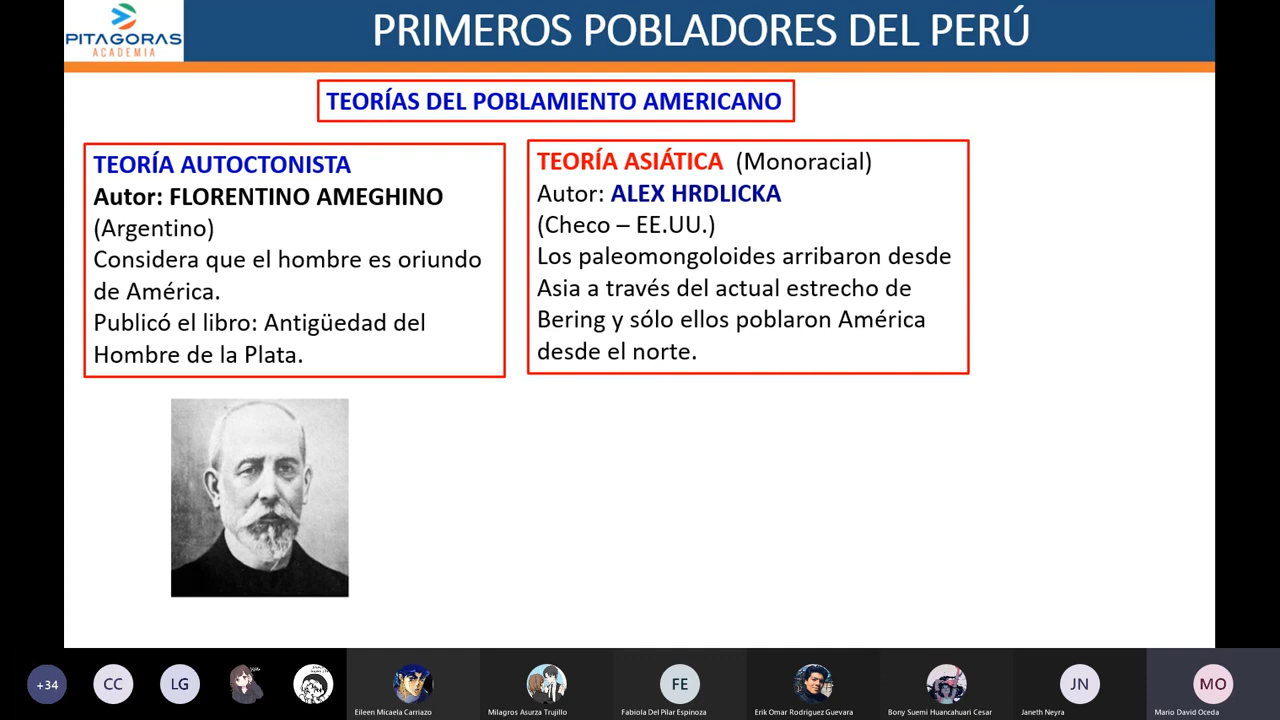 PITAGORAS
ACADEMIA
PRIMEROS POBLADORES DEL PERÚ
TEORÍAS DEL POBLAMIENTO AMERICANO
TEORÍA AUTOCTONISTA
Autor: FLORENTINO AMEGHINO
(Argentino)
Considera que el hombre es oriundo
de América.
Publicó el libro: Antigüedad del
Hombre de la Plata.
TEORÍA ASIÁTICA (Monoracial)
Autor: ALEX HRDLICKA
(Checo – EE.UU.)
Los paleomongoloides arribaron desde
Asia a través del actual estrecho de
Bering y sólo ellos poblaron América
desde el norte.
+34
CC
LG
FE
JN
MO
Eileen Micaela Carriazo
Milagros Asurza Trujillo
Fabiola Del Pilar Espinoza
Erik Omar Rodriguez Guevara
Bony Suemi Huancahuari Cesar
Janeth Neyra
Mario David Oceda